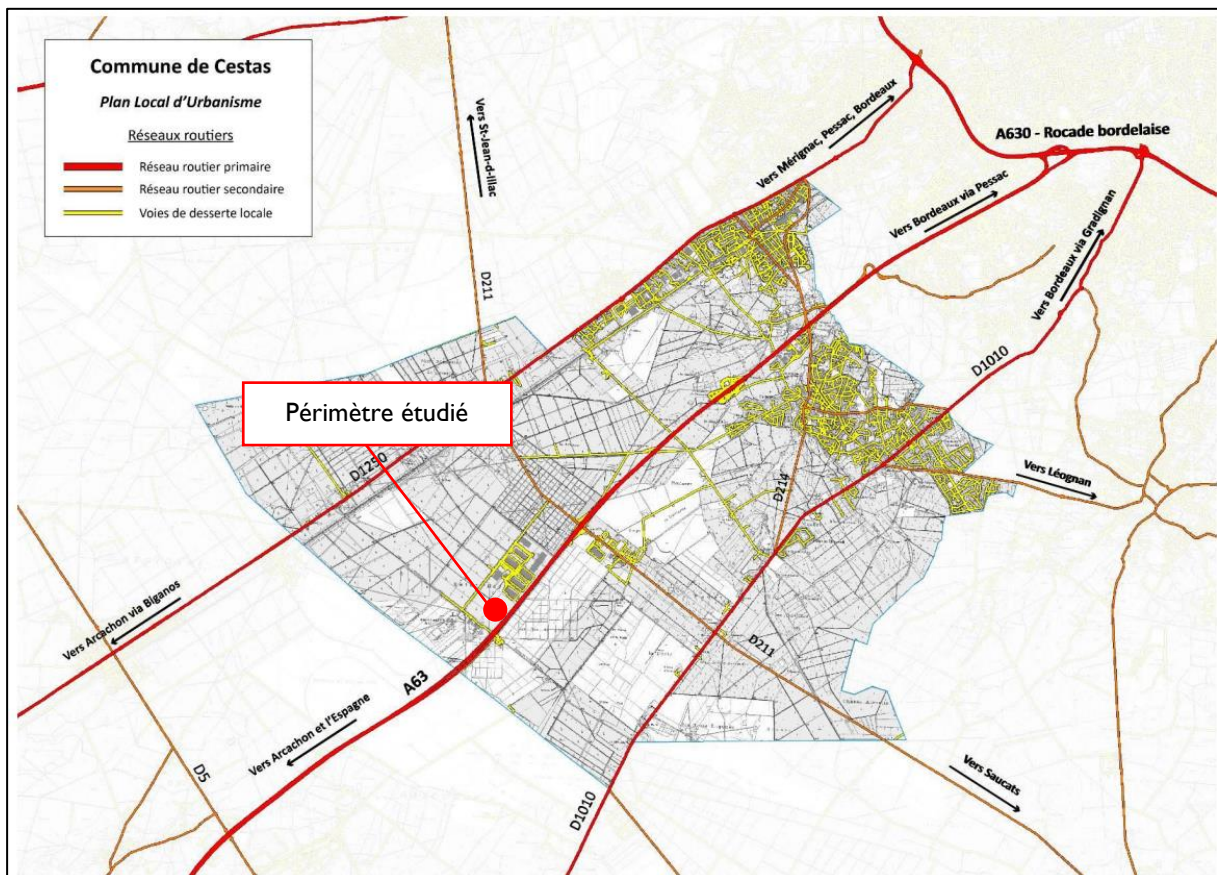 Commune de Cestas
Plan Local d'Urbanisme
Réseaux routiers
Réseau routier primaire
Réseau routier secondaire
Voies de desserte locale
Vers St-Jean-d-Illac
Vers Mérignac, Pessac, Bordeaux
A630 - Rocade bordelaise
Vers Bordeaux via Pessac
Vers Bordeaux via Gradignan
D211
D1010
Périmètre étudié
D1250
D214
Vers Léognan
Vers Arcachon via Biganos
A63
D211
Vers Arcachon et l'Espagne
D5
D1010
Vers Saucats